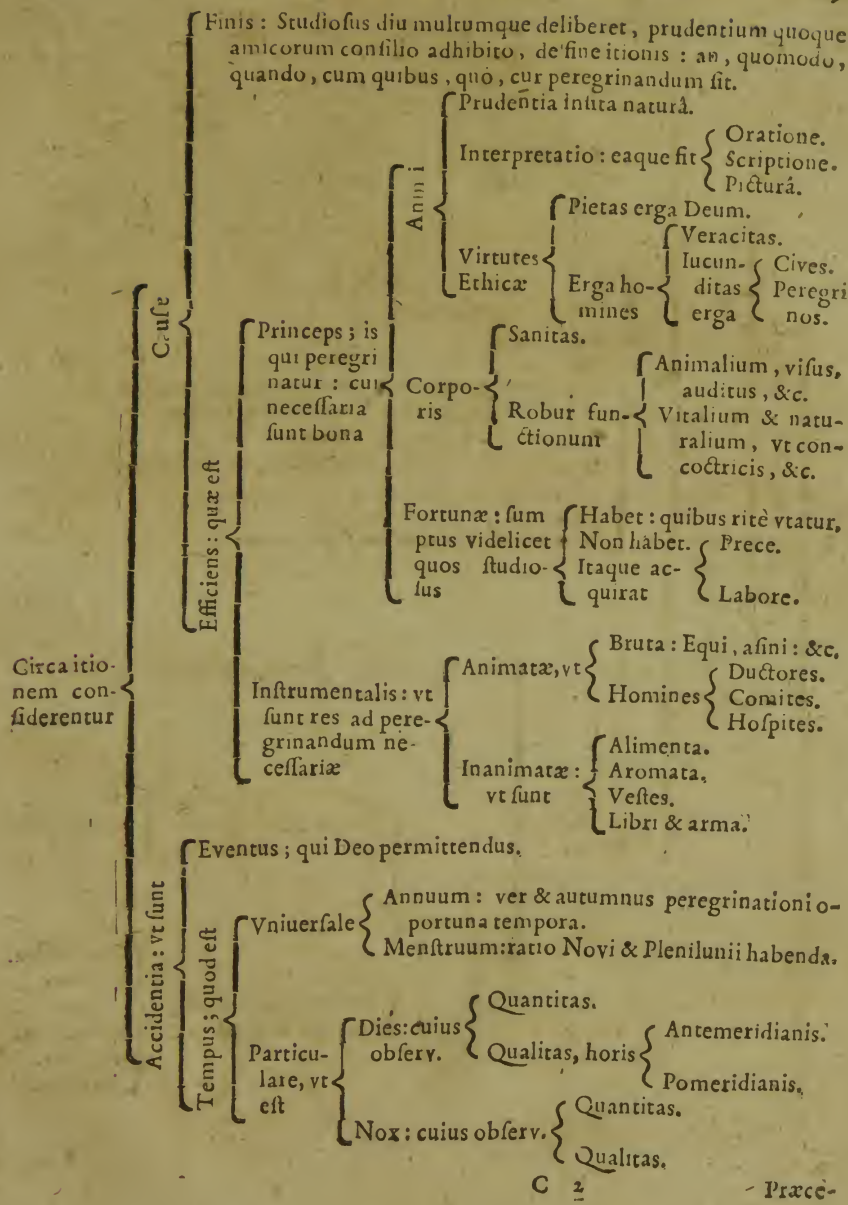 Finis : Studiosus diu multumque deliberet, prudentium quoque
amicorum consilio adhibito, de fine itionis : an, quomodo,
quando, cum quibus, quò, cur peregrinandum sit.
Circa itio-
nem con-
siderentur
Causæ
Efficiens : quæ est
Princeps ; is
qui peregri
natur : cui
necessaria
sunt bona
Animi
Prudentia insita naturâ.
Interpretatio : eaque fit
Oratione.
Scriptione.
Picturâ.
Virtutes
Ethicæ
Pietas erga Deum.
Erga ho-
mines
Veracitas.
Iucun-
ditas
erga
Cives.
Peregri
nos.
Corpo-
ris
Sanitas.
Robur fun-
ctionum
Animalium, visus,
auditus, &c.
Vitalium & natu-
ralium, vt con-
coctricis, &c.
Fortunæ : sum
ptus videlicet
quos studio-
sus
Habet : quibus ritè vtatur.
Non habet.
Itaque ac-
quirat
Prece.
Labore.
Instrumentalis : vt
sunt res ad pere-
grinandum ne-
cessariæ
Animatæ, vt
Bruta : Equi, asini : &c.
Homines
Ductores.
Comites.
Hospites.
Inanimatæ :
vt sunt
Alimenta.
Aromata.
Vestes.
Libri & arma.
Accidentia : vt sunt
Eventus ; qui Deo permittendus.
Tempus ; quod est
Vniuersale
Annuum : ver & autumnus peregrinationi o-
portuna tempora.
Menstruum: ratio Novi & Plenilunii habenda.
Particu-
lare, vt
est
Dies: cuius
observ.
Quantitas.
Qualitas, horis
Antemeridianis.
Pomeridianis.
Nox : cuius observ.
Quantitas.
Qualitas.
C 2
Præce-